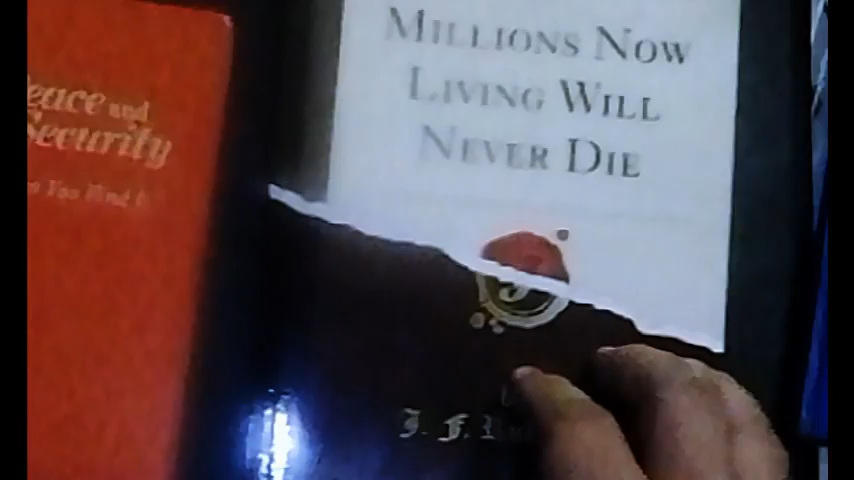 eace and
Security
MILLIONS NOW
LIVING WILL
NEVER DIE
J. F.